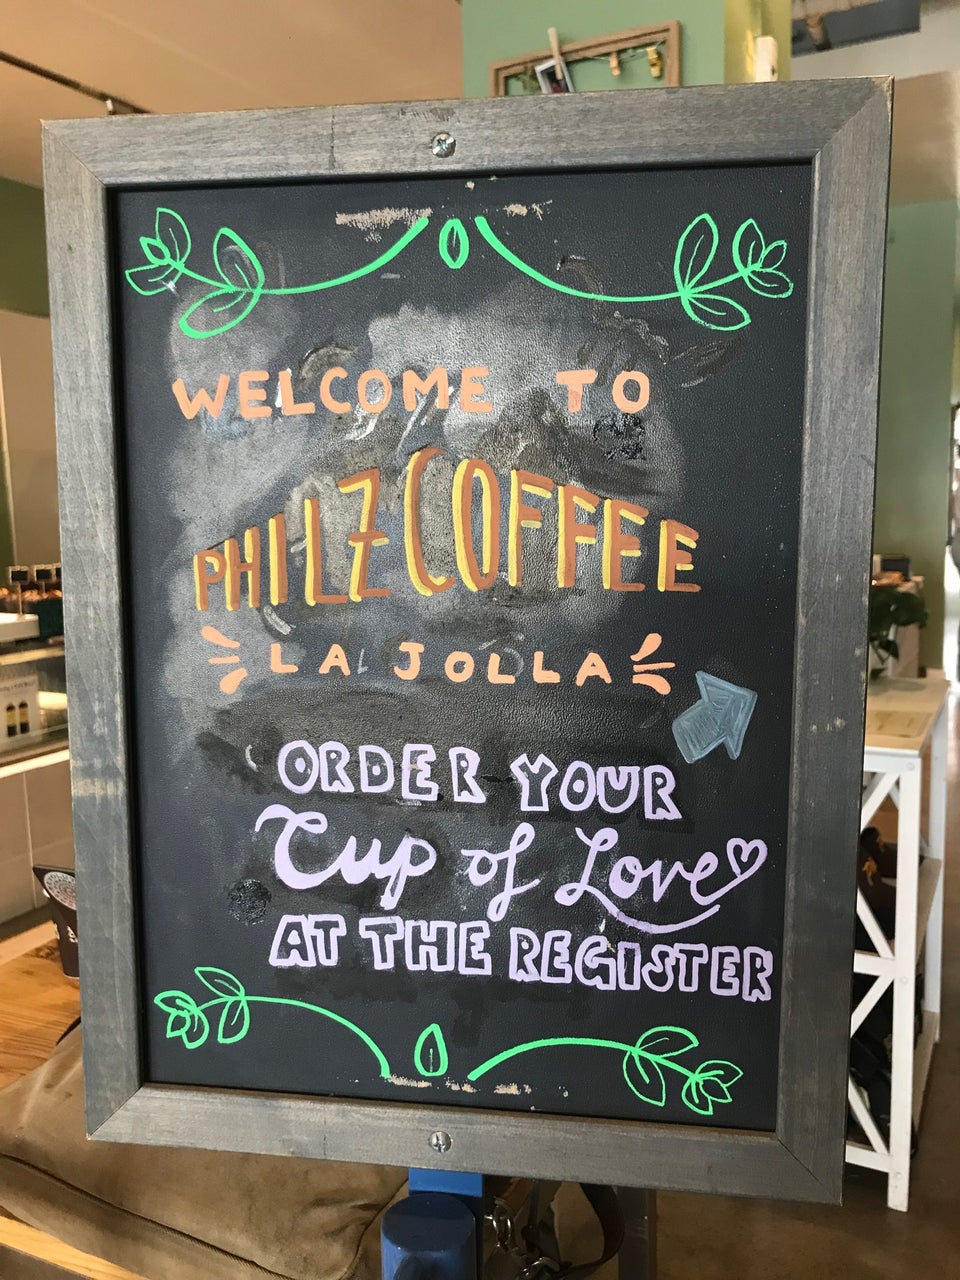 WELCOME TO
PHILZ COFFEE
LA JOLLA
ORDER YOUR
Cup of Love
AT THE REGISTER